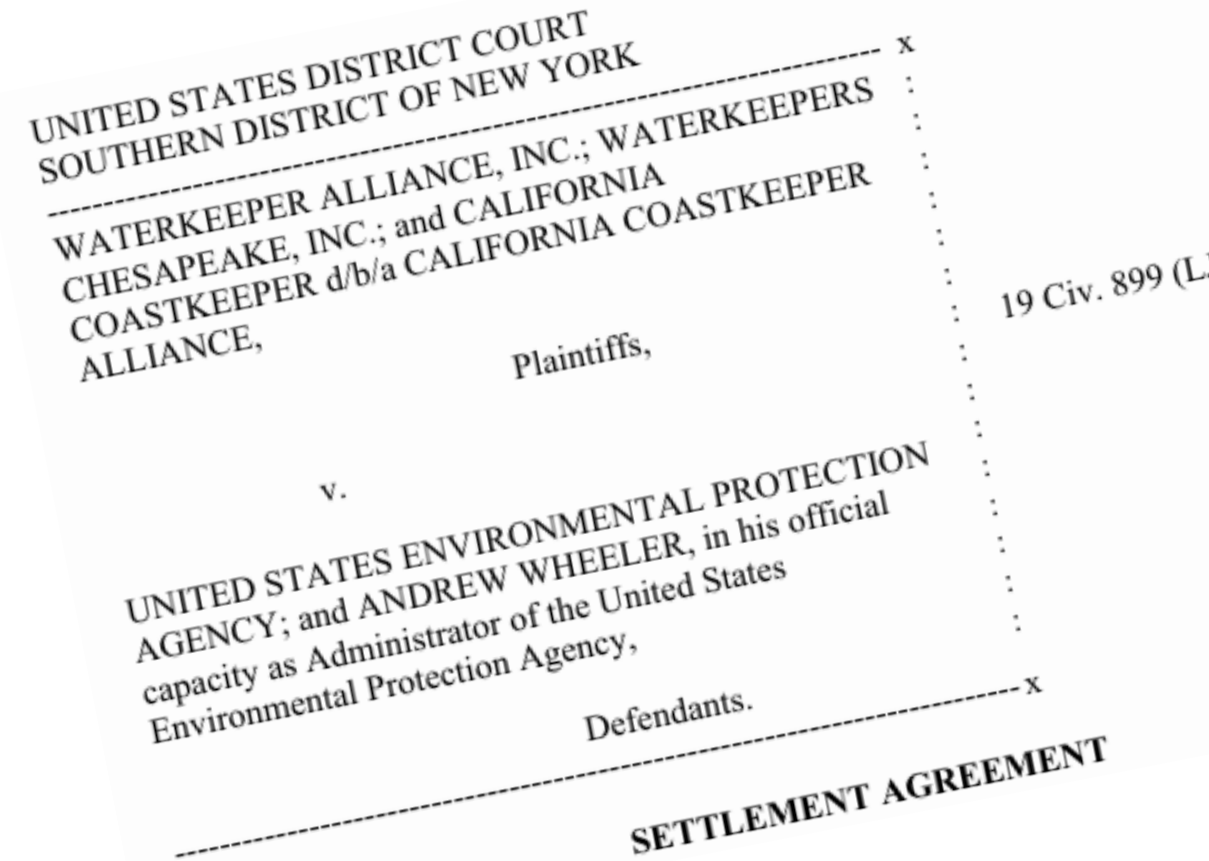 UNITED STATES DISTRICT COURT
SOUTHERN DISTRICT OF NEW YORK
-------------------------------------------------------------------------- x
WATERKEEPER ALLIANCE, INC.; WATERKEEPERS
CHESAPEAKE, INC.; and CALIFORNIA
COASTKEEPER d/b/a CALIFORNIA COASTKEEPER
ALLIANCE,
Plaintiffs,
19 Civ. 899
v.
UNITED STATES ENVIRONMENTAL PROTECTION
AGENCY; and ANDREW WHEELER, in his official
capacity as Administrator of the United States
Environmental Protection Agency,
Defendants.
--------------------------------------------------------------------------x
SETTLEMENT AGREEMENT